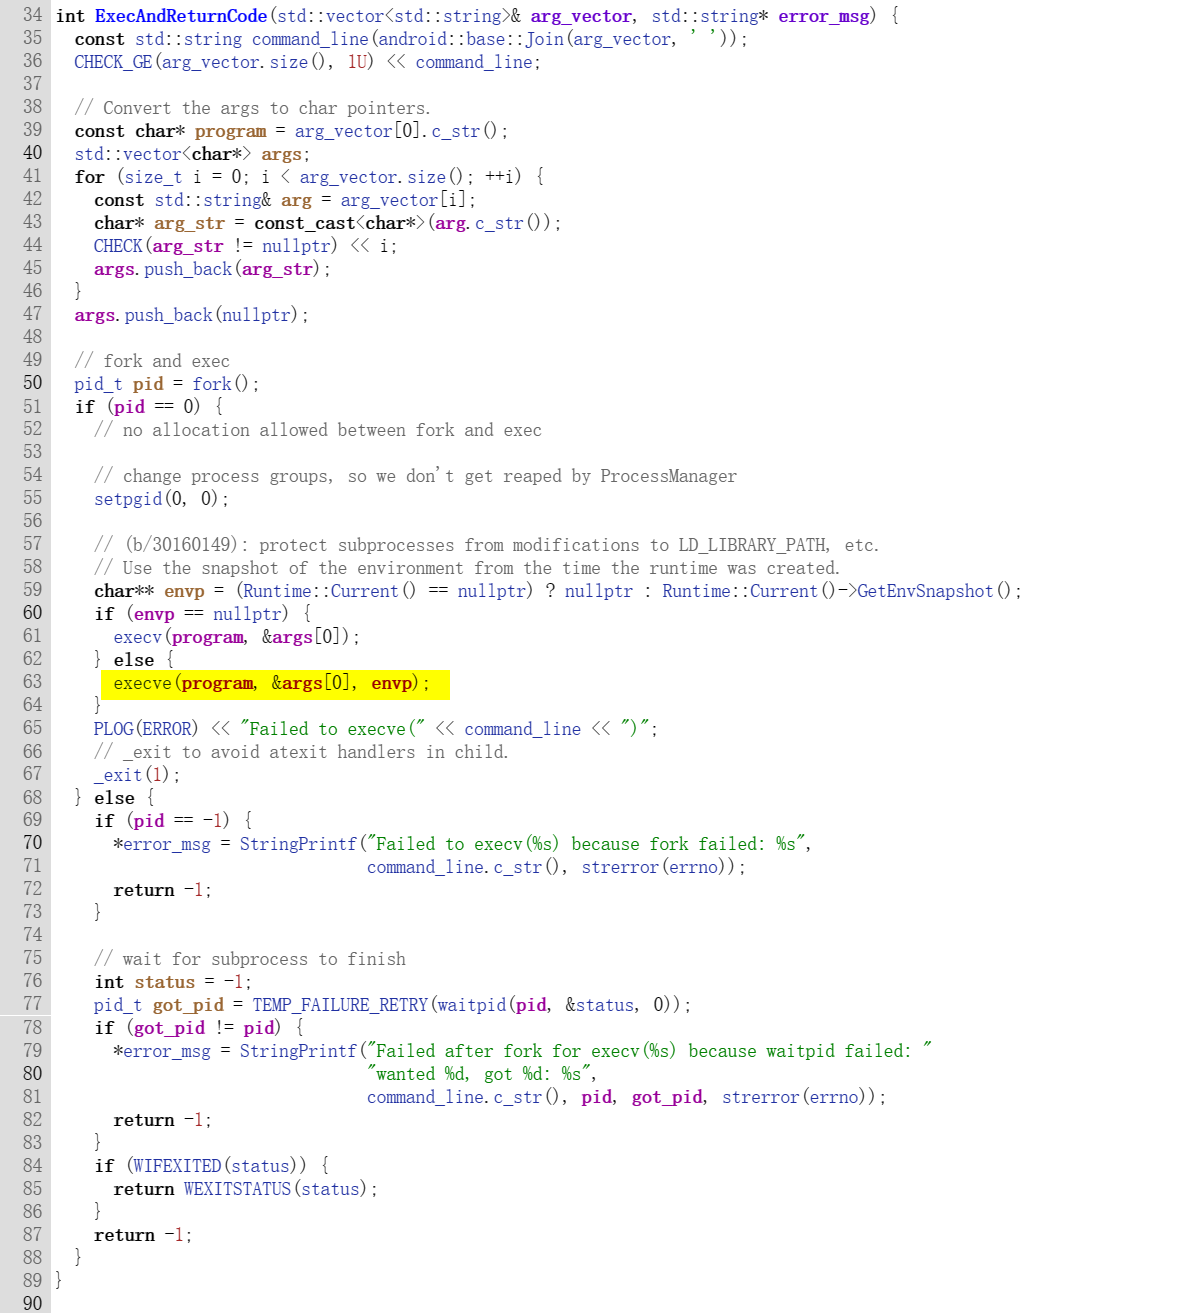 34 int ExecAndReturnCode(std::vector<std::string>& arg_vector, std::string* error_msg) {
35   const std::string command_line(android::base::Join(arg_vector, ' '));
36   CHECK_GE(arg_vector.size(), 1U) << command_line;
37
38   // Convert the args to char pointers.
39   const char* program = arg_vector[0].c_str();
40   std::vector<char*> args;
41   for (size_t i = 0; i < arg_vector.size(); ++i) {
42     const std::string& arg = arg_vector[i];
43     char* arg_str = const_cast<char*>(arg.c_str());
44     CHECK(arg_str != nullptr) << i;
45     args.push_back(arg_str);
46   }
47   args.push_back(nullptr);
48
49   // fork and exec
50   pid_t pid = fork();
51   if (pid == 0) {
52     // no allocation allowed between fork and exec
53
54     // change process groups, so we don't get reaped by ProcessManager
55     setpgid(0, 0);
56
57     // (b/30160149): protect subprocesses from modifications to LD_LIBRARY_PATH, etc.
58     // Use the snapshot of the environment from the time the runtime was created.
59     char** envp = (Runtime::Current() == nullptr) ? nullptr : Runtime::Current()->GetEnvSnapshot();
60     if (envp == nullptr) {
61       execv(program, &args[0]);
62     } else {
63       execve(program, &args[0], envp);
64     }
65     PLOG(ERROR) << "Failed to execve(" << command_line << ")";
66     // _exit to avoid atexit handlers in child.
67     _exit(1);
68   } else {
69     if (pid == -1) {
70       *error_msg = StringPrintf("Failed to execv(%s) because fork failed: %s",
71                                 command_line.c_str(), strerror(errno));
72       return -1;
73     }
74
75     // wait for subprocess to finish
76     int status = -1;
77     pid_t got_pid = TEMP_FAILURE_RETRY(waitpid(pid, &status, 0));
78     if (got_pid != pid) {
79       *error_msg = StringPrintf("Failed after fork for execv(%s) because waitpid failed: "
80                                 "wanted %d, got %d: %s",
81                                 command_line.c_str(), pid, got_pid, strerror(errno));
82       return -1;
83     }
84     if (WIFEXITED(status)) {
85       return WEXITSTATUS(status);
86     }
87     return -1;
88   }
89 }
90